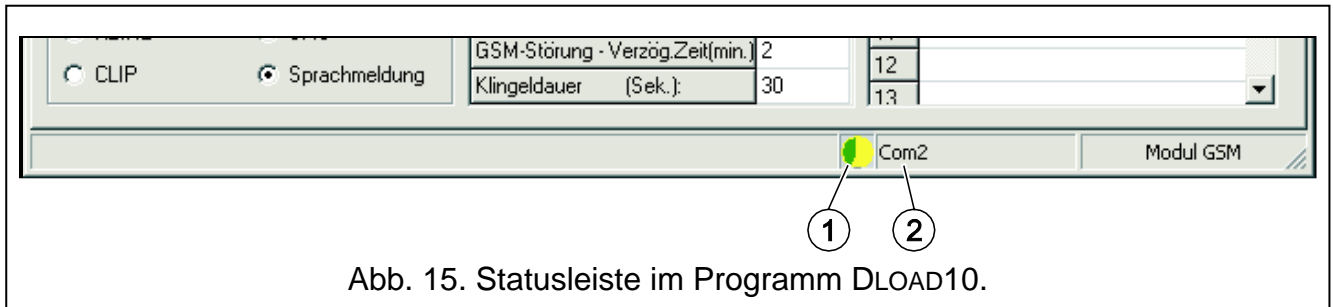 GSM-Störung - Verzög.Zeit(min.) 2
12
CLIP Sprachmeldung
Klingeldauer (Sek.): 30
13
Com2 Modul GSM
1 2
Abb. 15. Statusleiste im Programm DLOAD10.